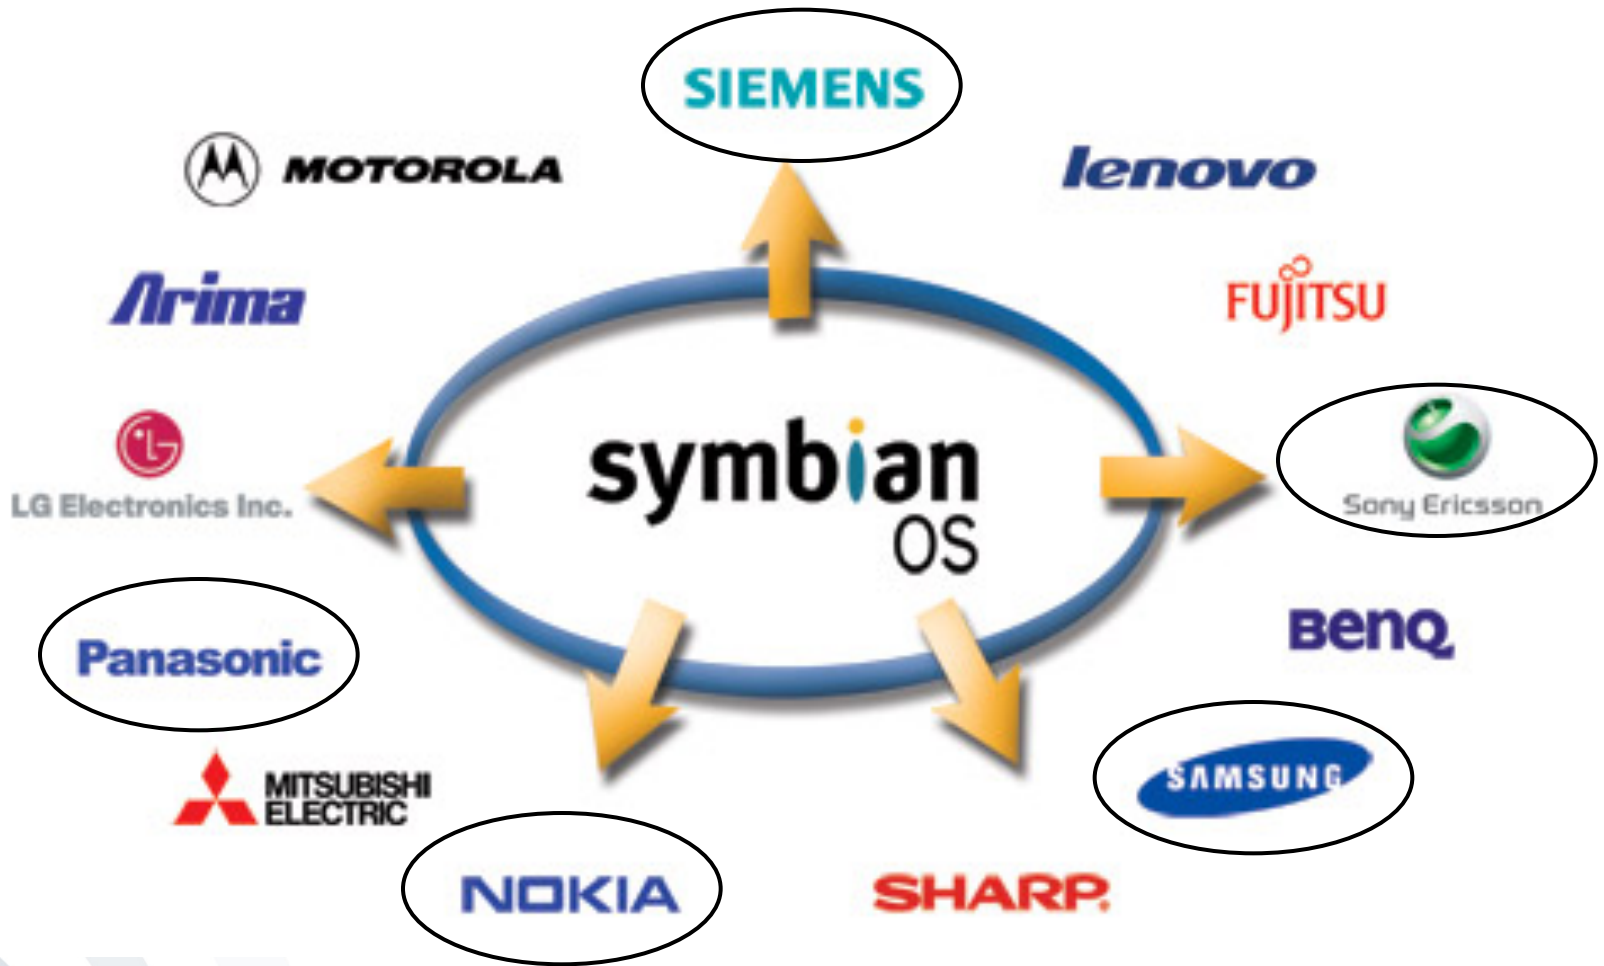 SIEMENS
MOTOROLA
lenovo
Arima
FUJITSU
symbian
OS
LG Electronics Inc.
Sony Ericsson
Panasonic
BenQ
MITSUBISHI
ELECTRIC
SAMSUNG
NOKIA
SHARP